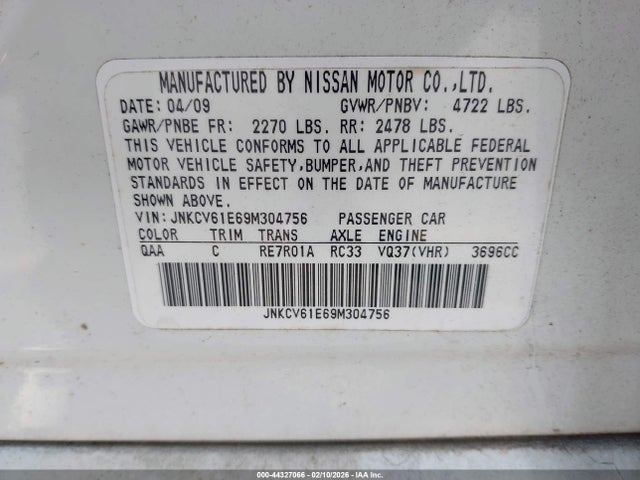 MANUFACTURED BY NISSAN MOTOR CO.,LTD.
DATE: 04/09 GVWR/PNBV: 4722 LBS.
GAWR/PNBE FR: 2270 LBS. RR: 2478 LBS.
THIS VEHICLE CONFORMS TO ALL APPLICABLE FEDERAL
MOTOR VEHICLE SAFETY,BUMPER,AND THEFT PREVENTION
STANDARDS IN EFFECT ON THE DATE OF MANUFACTURE
SHOWN ABOVE.
VIN: JNKCV61E69M304756 PASSENGER CAR
COLOR TRIM TRANS AXLE ENGINE
QAA C RE7R01A RC33 VQ37(VHR) 3696CC
JNKCV61E69M304756
000-44327066 - 02/10/2026 - IAA Inc.